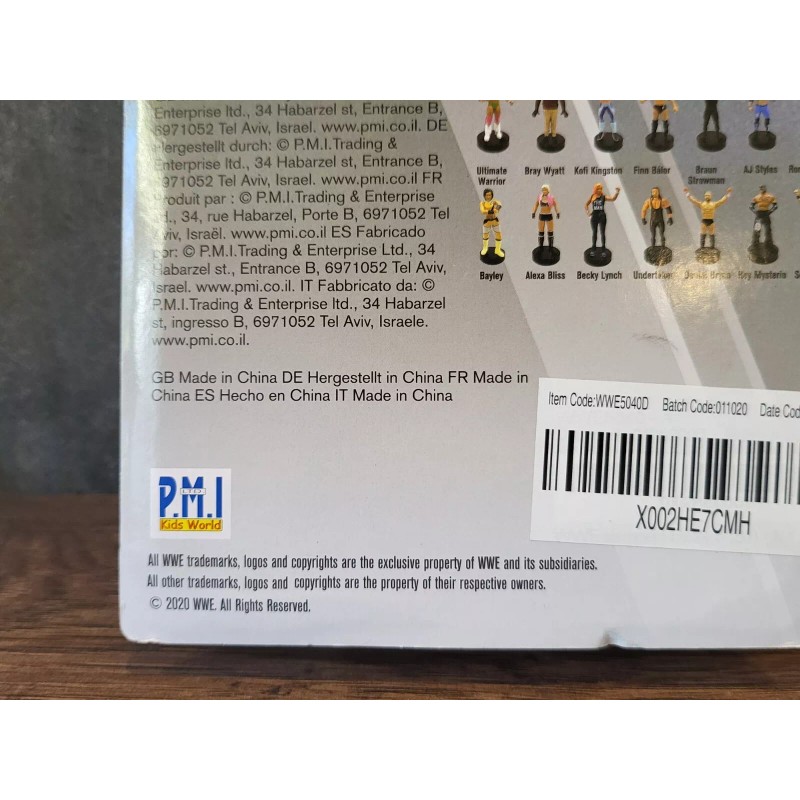 Enterprise ltd., 34 Habarzel st, Entrance B,
6971052 Tel Aviv, Israel. www.pmi.co.il. DE
Hergestellt durch: © P.M.I.Trading &
Enterprise ltd., 34 Habarzel st, Entrance B,
6971052 Tel Aviv, Israel. www.pmi.co.il FR
Produit par : © P.M.I.Trading & Enterprise
ltd., 34, rue Habarzel, Porte B, 6971052 Tel
Aviv, Israël. www.pmi.co.il ES Fabricado
por: © P.M.I.Trading & Enterprise Ltd., 34
Habarzel st., Entrance B, 6971052 Tel Aviv,
Israel. www.pmi.co.il. IT Fabbricato da: ©
P.M.I.Trading & Enterprise ltd., 34 Habarzel
st, ingresso B, 6971052 Tel Aviv, Israele.
www.pmi.co.il.
GB Made in China DE Hergestellt in China FR Made in
China ES Hecho en China IT Made in China
Ultimate Warrior
Bray Wyatt
Kofi Kingston
Finn Bálor
Braun Strowman
AJ Styles
Bayley
Alexa Bliss
Becky Lynch
Undertaker
Daniel Bryan
Rey Mysterio
Item Code:WWE5040D Batch Code:011020 Date Cod
X002HE7CMH
P.M.I
LTD.
Kids World
All WWE trademarks, logos and copyrights are the exclusive property of WWE and its subsidiaries.
All other trademarks, logos and copyrights are the property of their respective owners.
© 2020 WWE. All Rights Reserved.